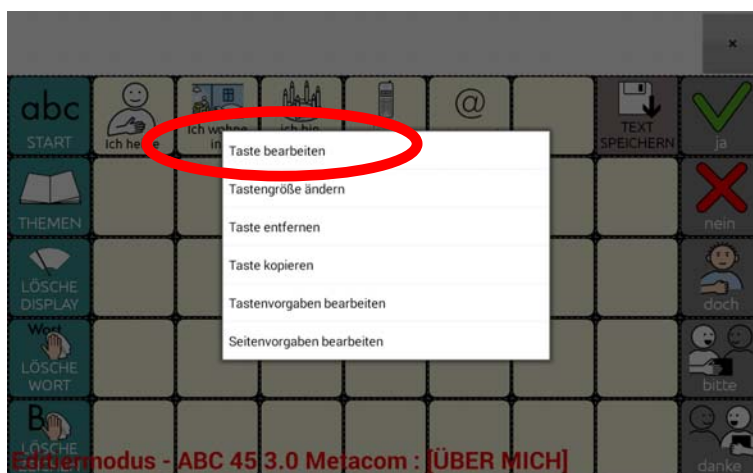 ×
abc
@
START
Ich heiße
Ich wohne
in
ich bin
TEXT
SPEICHERN
ja
Taste bearbeiten
Tastengröße ändern
THEMEN
Taste entfernen
nein
Taste kopieren
LÖSCHE
DISPLAY
Tastenvorgaben bearbeiten
doch
Wort
Seitenvorgaben bearbeiten
LÖSCHE
WORT
bitte
B
LÖSCHE
Editiermodus - ABC 45 3.0 Metacom : [ÜBER MICH]
danke